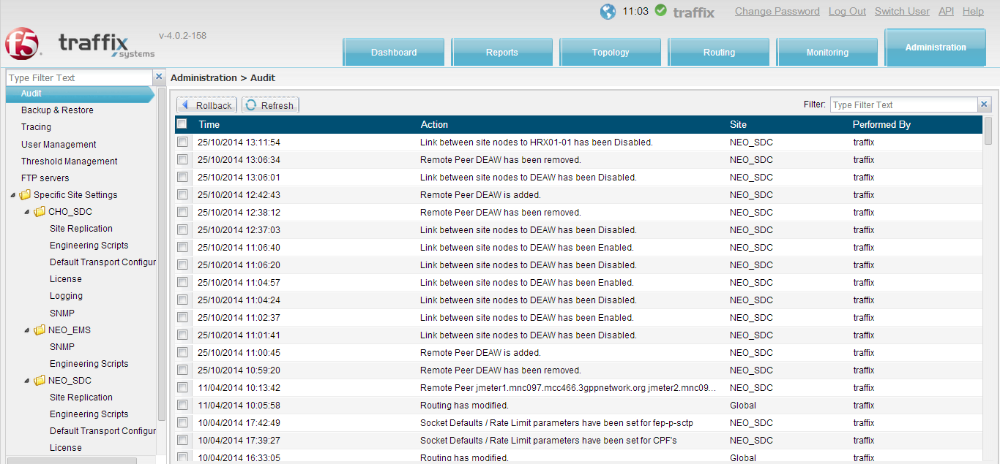 11:03 traffix Change Password Log Out Switch User API Help
f5 traffix systems v-4.0.2-158
Dashboard Reports Topology Routing Monitoring Administration
Type Filter Text
Audit
Backup & Restore
Tracing
User Management
Threshold Management
FTP servers
Specific Site Settings
CHO_SDC
Site Replication
Engineering Scripts
Default Transport Configur
License
Logging
SNMP
NEO_EMS
SNMP
Engineering Scripts
NEO_SDC
Site Replication
Engineering Scripts
Default Transport Configur
License
Administration > Audit
Rollback Refresh Filter: Type Filter Text
Time Action Site Performed By
25/10/2014 13:11:54 Link between site nodes to HRX01-01 has been Disabled. NEO_SDC traffix
25/10/2014 13:06:34 Remote Peer DEAW has been removed. NEO_SDC traffix
25/10/2014 13:06:01 Link between site nodes to DEAW has been Disabled. NEO_SDC traffix
25/10/2014 12:42:43 Remote Peer DEAW is added. NEO_SDC traffix
25/10/2014 12:38:12 Remote Peer DEAW has been removed. NEO_SDC traffix
25/10/2014 12:37:03 Link between site nodes to DEAW has been Disabled. NEO_SDC traffix
25/10/2014 11:06:40 Link between site nodes to DEAW has been Enabled. NEO_SDC traffix
25/10/2014 11:06:20 Link between site nodes to DEAW has been Disabled. NEO_SDC traffix
25/10/2014 11:04:57 Link between site nodes to DEAW has been Enabled. NEO_SDC traffix
25/10/2014 11:04:24 Link between site nodes to DEAW has been Disabled. NEO_SDC traffix
25/10/2014 11:02:37 Link between site nodes to DEAW has been Enabled. NEO_SDC traffix
25/10/2014 11:01:41 Link between site nodes to DEAW has been Disabled. NEO_SDC traffix
25/10/2014 11:00:45 Remote Peer DEAW is added. NEO_SDC traffix
25/10/2014 10:59:20 Remote Peer DEAW has been removed. NEO_SDC traffix
11/04/2014 10:13:42 Remote Peer jmeter1.mnc097.mcc466.3gppnetwork.org jmeter2.mnc09... NEO_SDC traffix
11/04/2014 10:05:58 Routing has modified. Global traffix
10/04/2014 17:42:49 Socket Defaults / Rate Limit parameters have been set for fep-p-sctp NEO_SDC traffix
10/04/2014 17:39:27 Socket Defaults / Rate Limit parameters have been set for CPF's NEO_SDC traffix
10/04/2014 16:33:05 Routing has modified. Global traffix